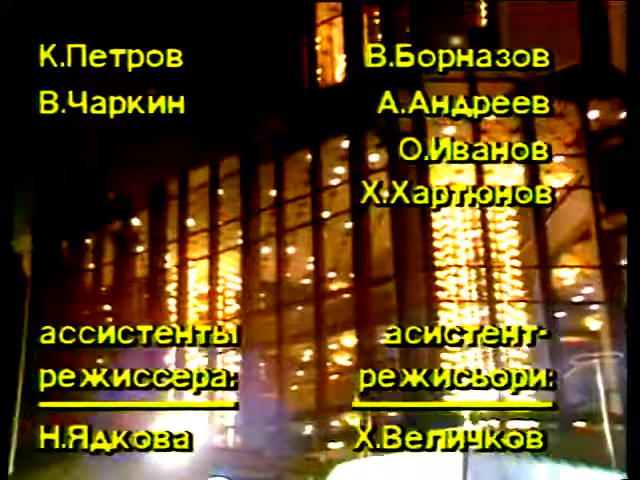 К.Петров
В.Чаркин
В.Борназов
А.Андреев
О.Иванов
Х.Хартюнов
ассистенты
режиссера:
Н.Ядкова
асистент-
режисьори:
Х.Величков